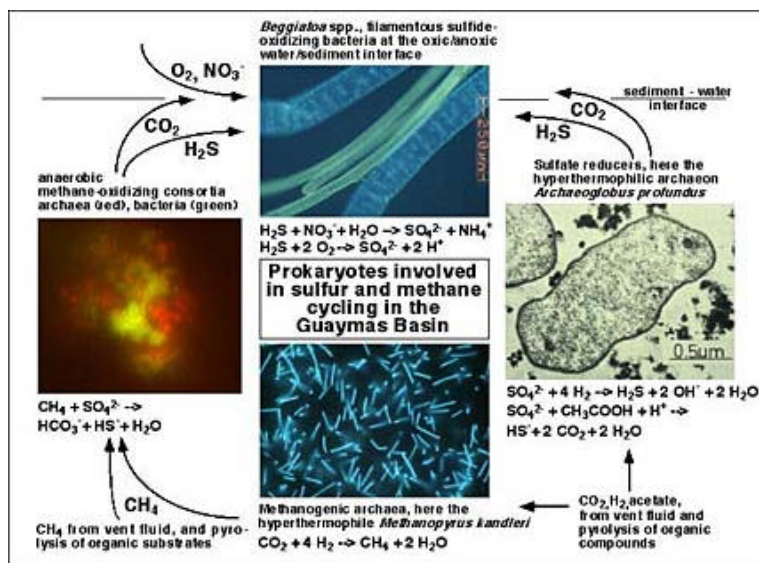 Beggiatoa spp., filamentous sulfide-
oxidizing bacteria at the oxic/anoxic
water/sediment interface
O₂, NO₃⁻
CO₂
H₂S
anaerobic
methane-oxidizing consortia
archaea (red), bacteria (green)
250µm
H₂S + NO₃⁻ + H₂O –> SO₄²⁻ + NH₄⁺
H₂S + 2 O₂ –> SO₄²⁻ + 2 H⁺
sediment - water
interface
CO₂
H₂S
Sulfate reducers, here the
hyperthermophilic archaeon
Archaeoglobus profundus
Prokaryotes involved
in sulfur and methane
cycling in the
Guaymas Basin
0.5um
CH₄ + SO₄²⁻ –>
HCO₃⁻ + HS⁻ + H₂O
SO₄²⁻ + 4 H₂ –> H₂S + 2 OH⁻ + 2 H₂O
SO₄²⁻ + CH₃COOH + H⁺ –>
HS⁻ + 2 CO₂ + 2 H₂O
CH₄
CH₄ from vent fluid, and pyro-
lysis of organic substrates
Methanogenic archaea, here the
hyperthermophile Methanopyrus kandleri
CO₂ + 4 H₂ –> CH₄ + 2 H₂O
CO₂,H₂,acetate,
from vent fluid and
pyrolysis of organic
compounds